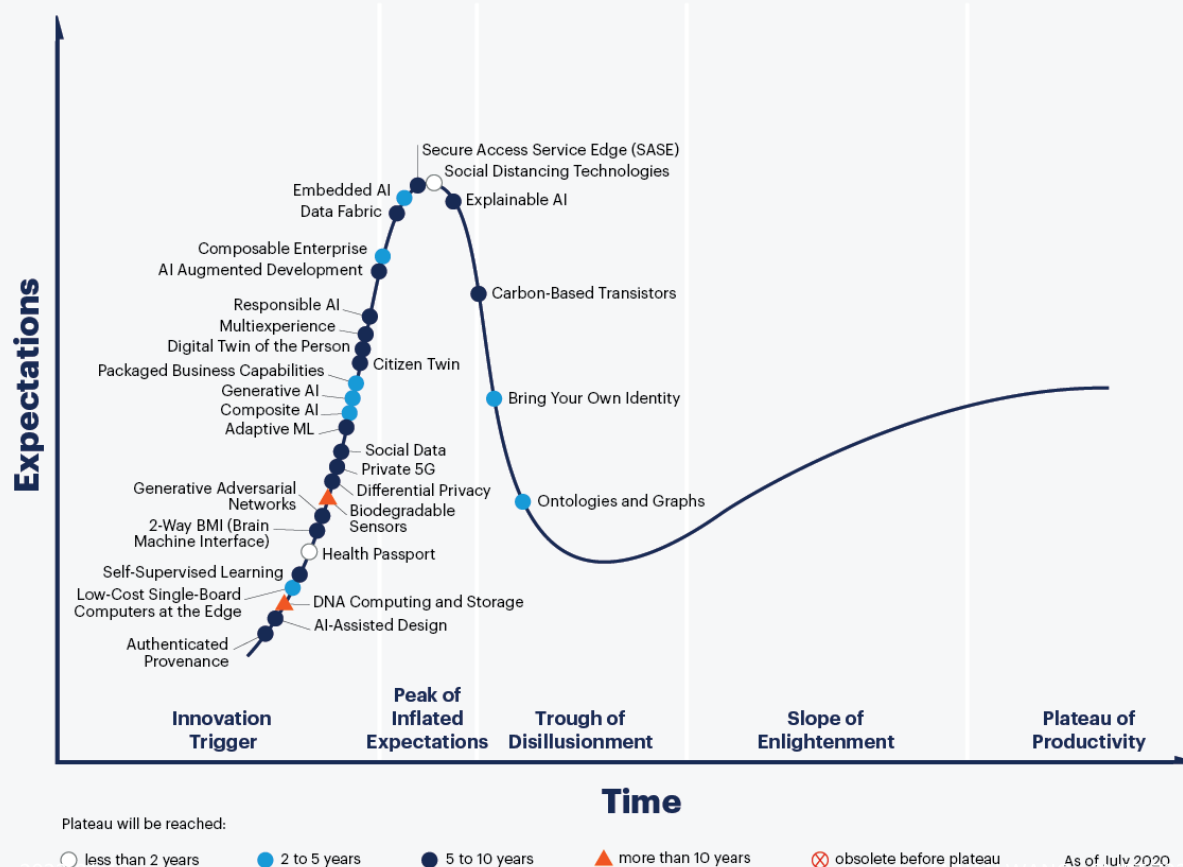 Secure Access Service Edge (SASE)
Social Distancing Technologies
Embedded AI
Explainable AI
Data Fabric
Composable Enterprise
AI Augmented Development
Carbon-Based Transistors
Responsible AI
Multiexperience
Digital Twin of the Person
Citizen Twin
Packaged Business Capabilities
Generative AI
Bring Your Own Identity
Composite AI
Adaptive ML
Social Data
Private 5G
Generative Adversarial
Networks
Differential Privacy
Ontologies and Graphs
Biodegradable
Sensors
2-Way BMI (Brain
Machine Interface)
Health Passport
Self-Supervised Learning
Low-Cost Single-Board
Computers at the Edge
DNA Computing and Storage
AI-Assisted Design
Authenticated
Provenance
Expectations
Innovation
Trigger
Peak of
Inflated
Expectations
Trough of
Disillusionment
Slope of
Enlightenment
Plateau of
Productivity
Time
Plateau will be reached:
less than 2 years
2 to 5 years
5 to 10 years
more than 10 years
obsolete before plateau
As of July 2020